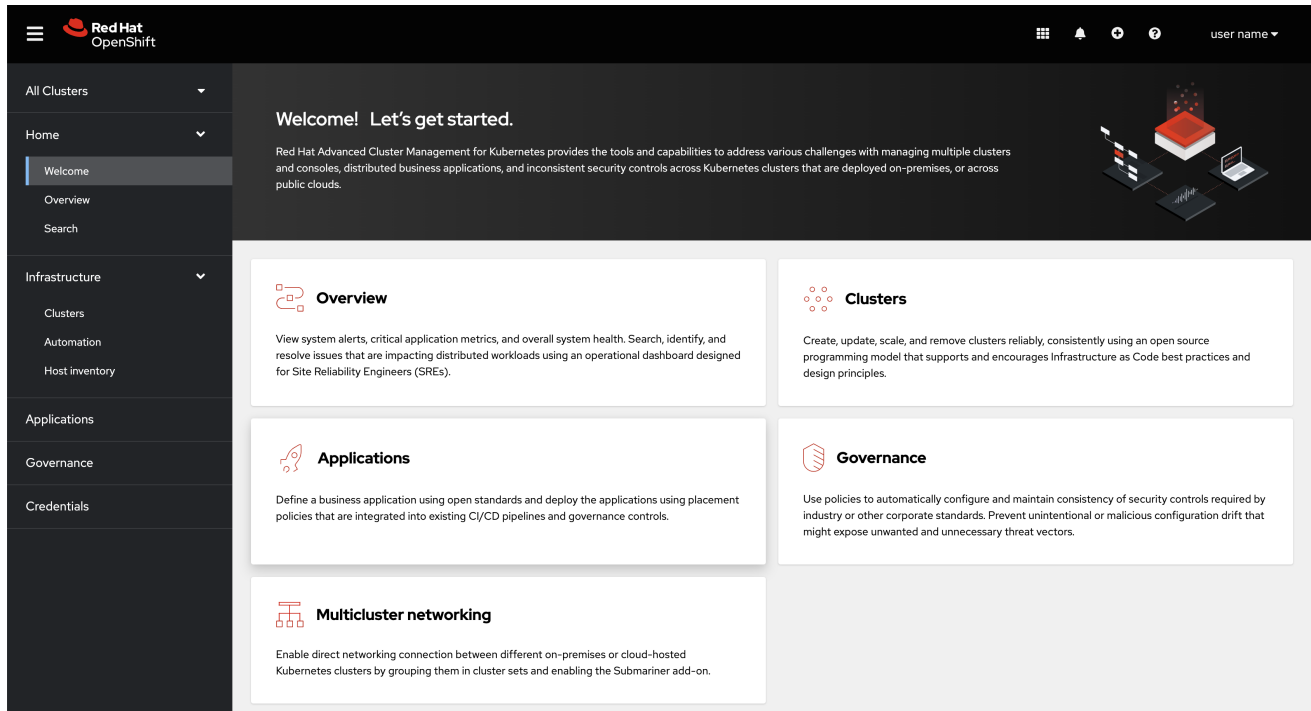 Red Hat
OpenShift
user name
All Clusters
Home
Welcome
Overview
Search
Infrastructure
Clusters
Automation
Host inventory
Applications
Governance
Credentials
Welcome! Let's get started.
Red Hat Advanced Cluster Management for Kubernetes provides the tools and capabilities to address various challenges with managing multiple clusters
and consoles, distributed business applications, and inconsistent security controls across Kubernetes clusters that are deployed on-premises, or across
public clouds.
Overview
View system alerts, critical application metrics, and overall system health. Search, identify, and
resolve issues that are impacting distributed workloads using an operational dashboard designed
for Site Reliability Engineers (SREs).
Clusters
Create, update, scale, and remove clusters reliably, consistently using an open source
programming model that supports and encourages Infrastructure as Code best practices and
design principles.
Applications
Define a business application using open standards and deploy the applications using placement
policies that are integrated into existing CI/CD pipelines and governance controls.
Governance
Use policies to automatically configure and maintain consistency of security controls required by
industry or other corporate standards. Prevent unintentional or malicious configuration drift that
might expose unwanted and unnecessary threat vectors.
Multicluster networking
Enable direct networking connection between different on-premises or cloud-hosted
Kubernetes clusters by grouping them in cluster sets and enabling the Submariner add-on.